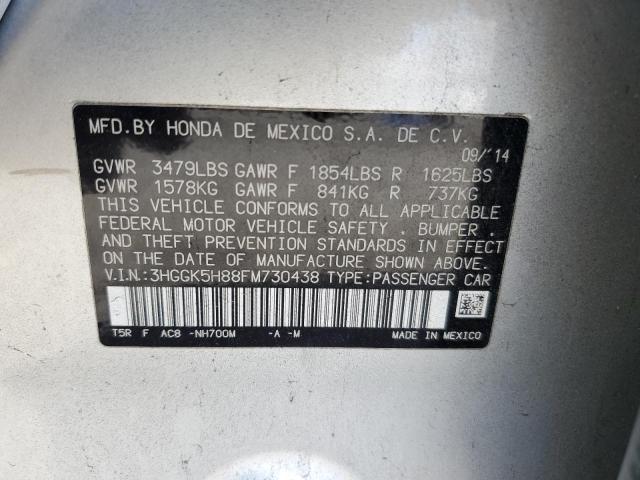 MFD.BY HONDA DE MEXICO S.A. DE C.V.
09/'14
GVWR 3479LBS GAWR F 1854LBS R 1625LBS
GVWR 1578KG GAWR F 841KG R 737KG
THIS VEHICLE CONFORMS TO ALL APPLICABLE
FEDERAL MOTOR VEHICLE SAFETY . BUMPER .
AND THEFT PREVENTION STANDARDS IN EFFECT
ON THE DATE OF MANUFACTURE SHOWN ABOVE.
V.I.N.:3HGGK5H88FM730438 TYPE:PASSENGER CAR
T5R F AC8 -NH700M -A -M MADE IN MEXICO